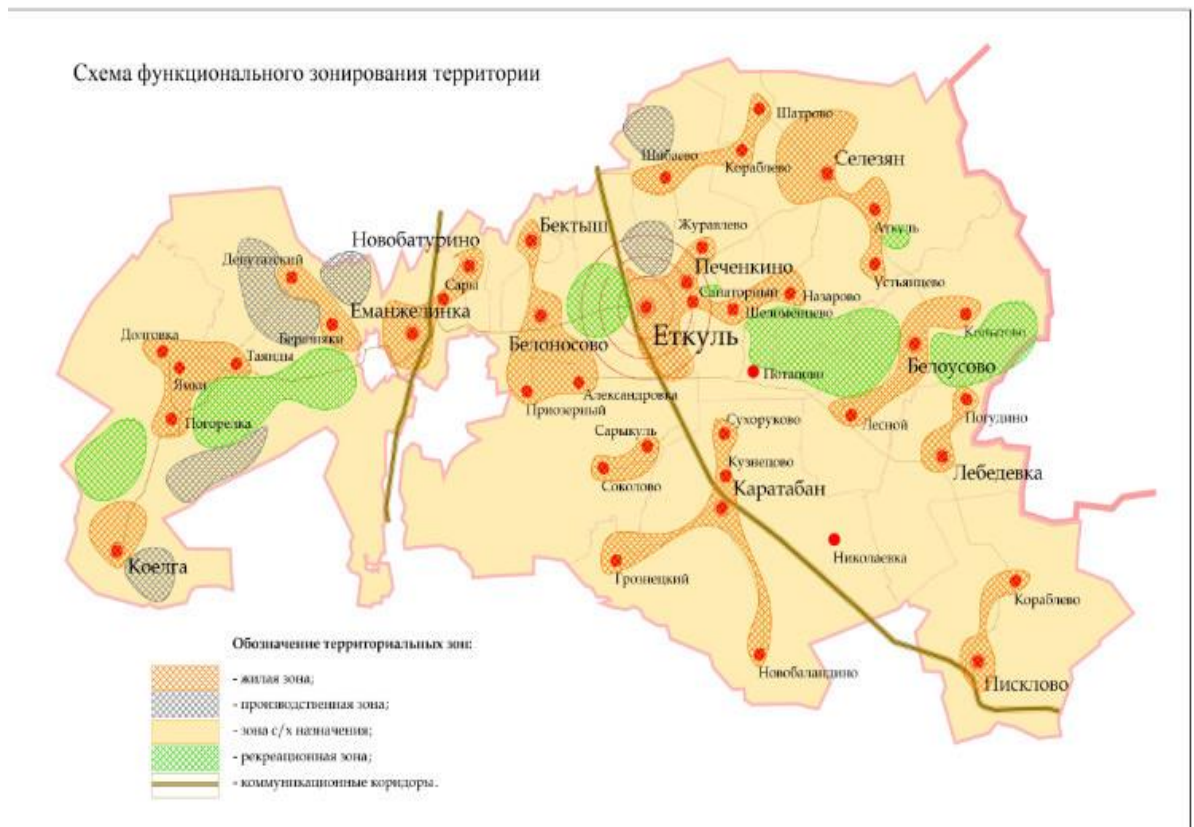 Схема функционального зонирования территории
Шатрово
Шибаево
Кораблево
Селезян
Бектыш
Журавлево
Аткуль
Новобатурино
Депутатский
Печенкино
Сары
Санаторный
Назарово
Устьянцево
Еманжелинка
Шеломенцево
Долговка
Березняки
Белоносово
Еткуль
Копытово
Таянды
Белоусово
Ямки
Потапово
Приозерный
Александровка
Погорелка
Сухоруково
Лесной
Погудино
Сарыкуль
Кузнецово
Лебедевка
Соколово
Каратабан
Коелга
Грознецкий
Николаевка
Кораблево
Новобаландино
Писклово
Обозначение территориальных зон:
- жилая зона;
- производственная зона;
- зона с/х назначения;
- рекреационная зона;
- коммуникационные коридоры.